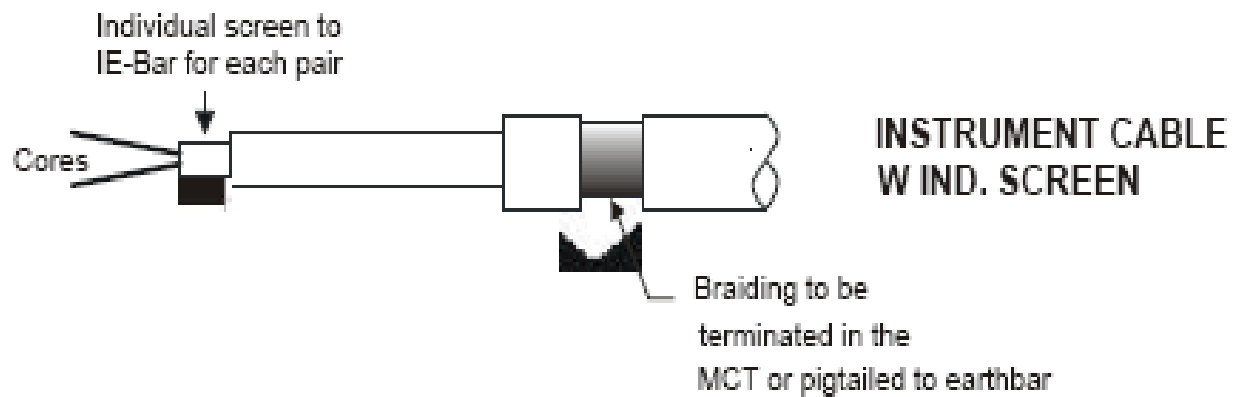 Individual screen to
IE-Bar for each pair
Cores
INSTRUMENT CABLE
W IND. SCREEN
Braiding to be
terminated in the
MCT or pigtailed to earthbar